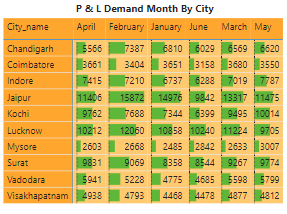 P & L Demand Month By City
City_name April February January June March May
Chandigarh 5566 7387 6810 6029 6569 6620
Coimbatore 3661 3404 3651 3158 3680 3550
Indore 7415 7210 6737 6288 7019 7787
Jaipur 11406 15872 14976 9842 13317 11475
Kochi 9762 7688 7344 6399 9495 10014
Lucknow 10212 12060 10858 10240 11224 9705
Mysore 2603 2668 2485 2842 2633 3007
Surat 9831 9069 8358 8544 9267 9774
Vadodara 5941 5228 4775 4685 5598 5799
Visakhapatnam 4938 4793 4468 4478 4877 4812